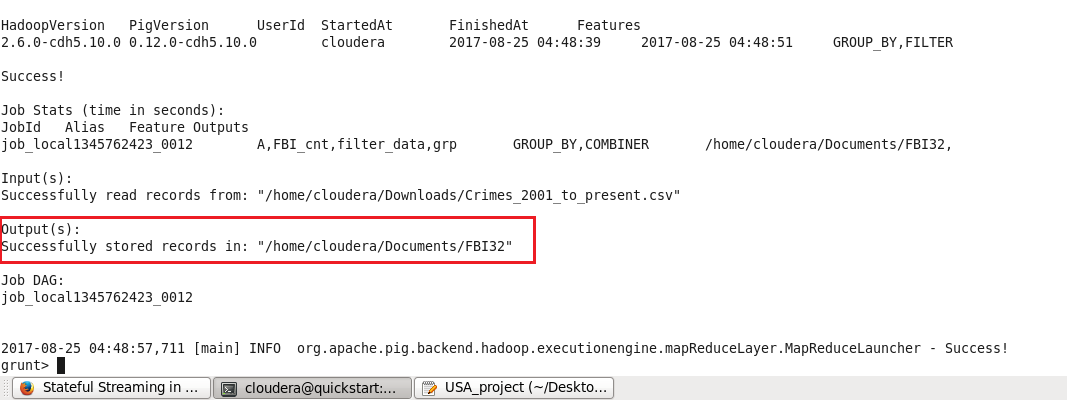 HadoopVersion PigVersion UserId StartedAt FinishedAt Features
2.6.0-cdh5.10.0 0.12.0-cdh5.10.0 cloudera 2017-08-25 04:48:39 2017-08-25 04:48:51 GROUP_BY,FILTER
Success!
Job Stats (time in seconds):
JobId Alias Feature Outputs
job_local1345762423_0012 A,FBI_cnt,filter_data,grp GROUP_BY,COMBINER /home/cloudera/Documents/FBI32,
Input(s):
Successfully read records from: "/home/cloudera/Downloads/Crimes_2001_to_present.csv"
Output(s):
Successfully stored records in: "/home/cloudera/Documents/FBI32"
Job DAG:
job_local1345762423_0012
2017-08-25 04:48:57,711 [main] INFO org.apache.pig.backend.hadoop.executionengine.mapReduceLayer.MapReduceLauncher - Success!
grunt>
Stateful Streaming in ... cloudera@quickstart:... USA_project (~/Deskto...